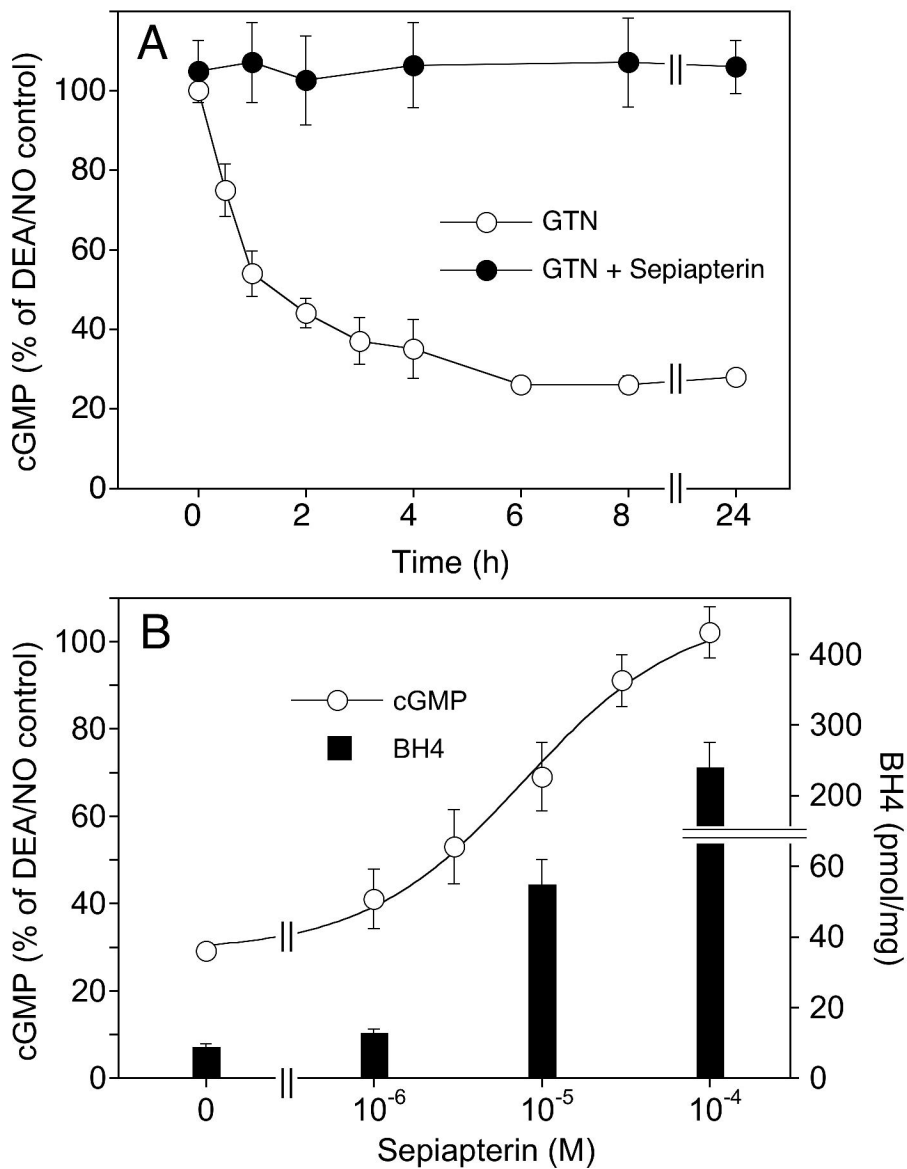 A
cGMP (% of DEA/NO control)
100
80
60
40
20
0
GTN
GTN + Sepiapterin
0 2 4 6 8 24
Time (h)
B
cGMP (% of DEA/NO control)
100
80
60
40
20
0
cGMP
BH4
400
300
200
60
40
20
0
BH4 (pmol/mg)
0 10⁻⁶ 10⁻⁵ 10⁻⁴
Sepiapterin (M)